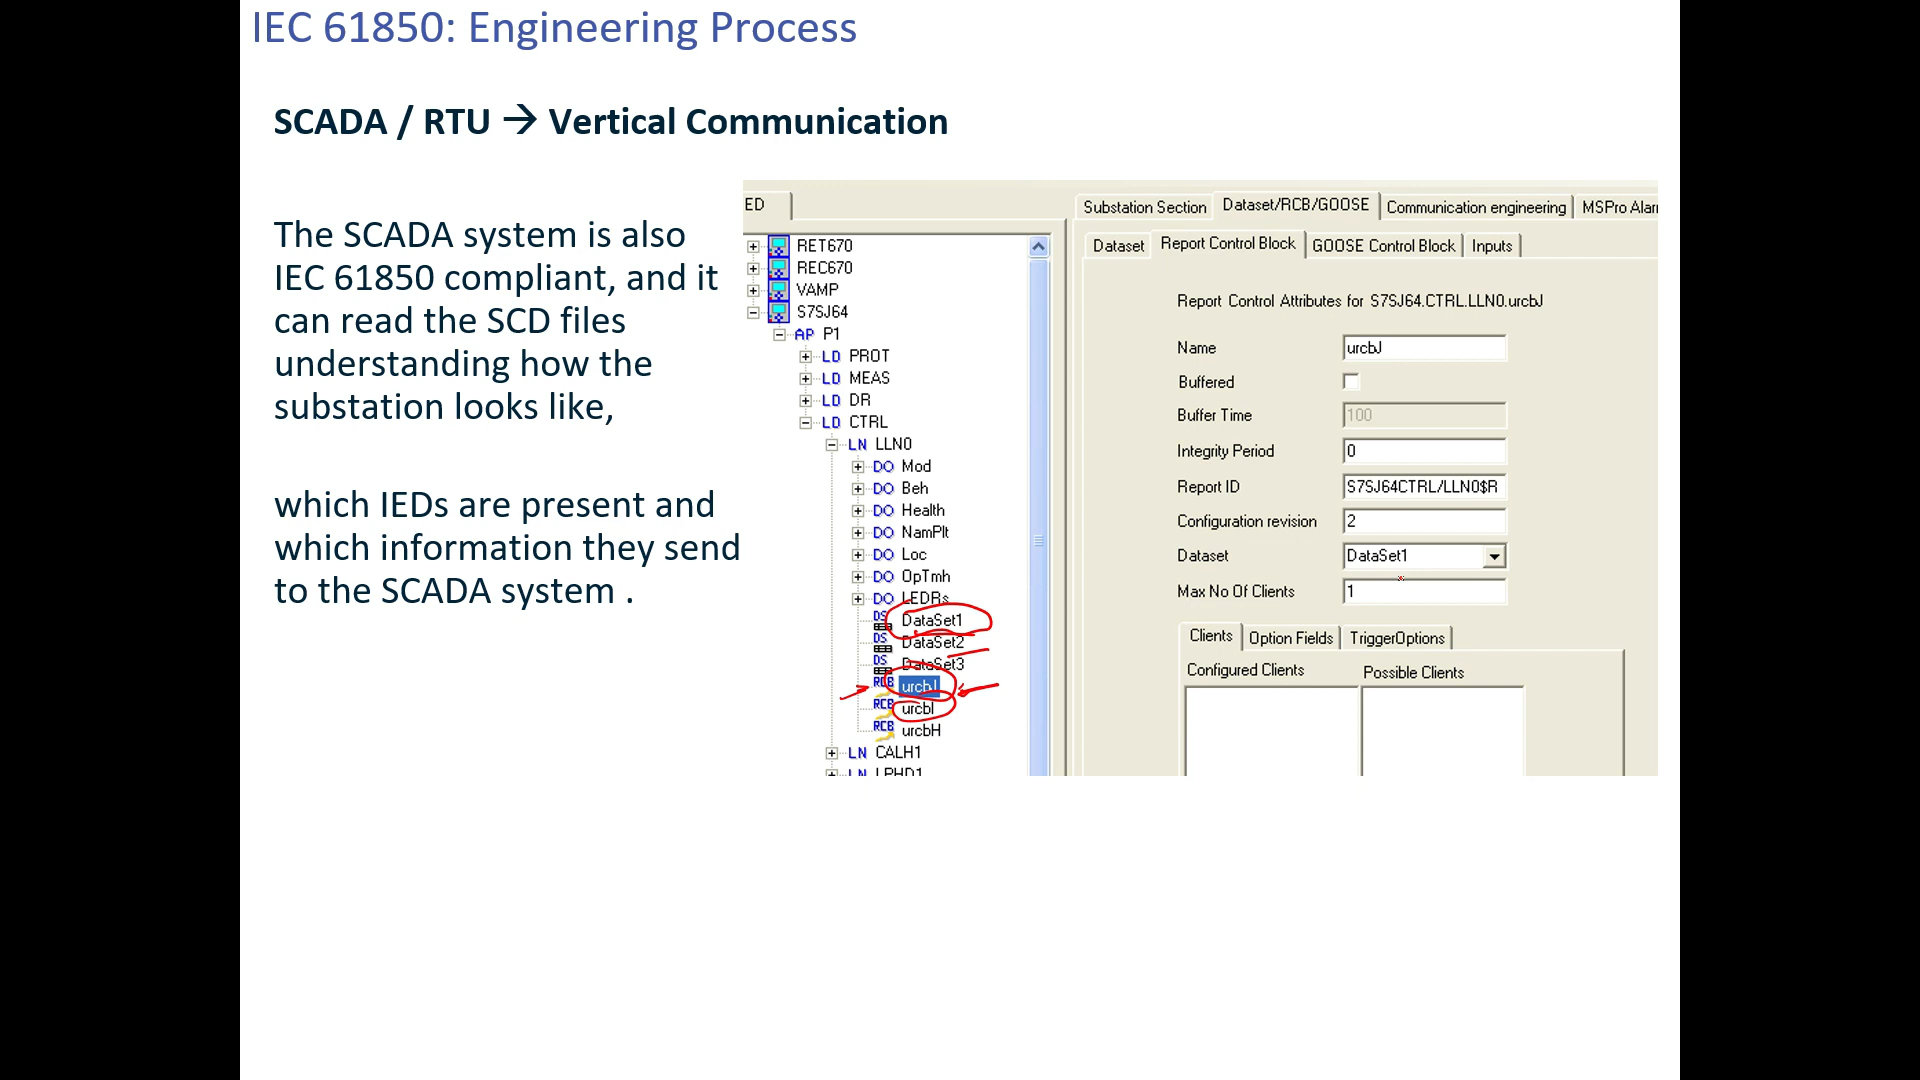 IEC 61850: Engineering Process
SCADA / RTU → Vertical Communication
The SCADA system is also
IEC 61850 compliant, and it
can read the SCD files
understanding how the
substation looks like,
which IEDs are present and
which information they send
to the SCADA system .
ED
RET670
REC670
VAMP
S7SJ64
AP P1
LD PROT
LD MEAS
LD DR
LD CTRL
LN LLN0
DO Mod
DO Beh
DO Health
DO NamPlt
DO Loc
DO OpTmh
DO LEDRs
DS DataSet1
DS DataSet2
DS DataSet3
RCB urcbJ
RCB urcbI
RCB urcbH
LN CALH1
LN LPHD1
Substation Section Dataset/RCB/GOOSE Communication engineering MSPro Alar
Dataset Report Control Block GOOSE Control Block Inputs
Report Control Attributes for S7SJ64.CTRL.LLN0.urcbJ
Name urcbJ
Buffered
Buffer Time 100
Integrity Period 0
Report ID S7SJ64CTRL/LLN0$R
Configuration revision 2
Dataset DataSet1
Max No Of Clients 1
Clients Option Fields TriggerOptions
Configured Clients Possible Clients